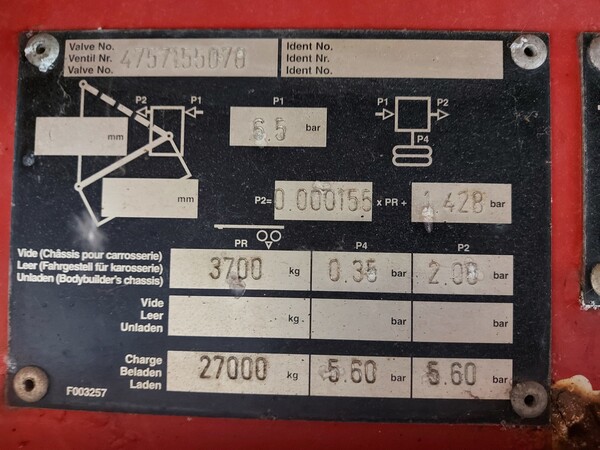 Valve No. Ident No.
Ventil Nr. 4757155070 Ident Nr.
Valve No. Ident No.
P2 P1 P1 P1 P2
mm 6.5 bar P4
mm P2= 0.000155 x PR + 1.428 bar
PR P4 P2
Vide (Châssis pour carrosserie)
Leer (Fahrgestell für karosserie) 3700 kg 0.35 bar 2.00 bar
Unladen (Bodybuilder's chassis)
Vide
Leer kg bar bar
Unladen
Charge
Beladen 27000 kg 5.60 bar 5.60 bar
Laden
F003257